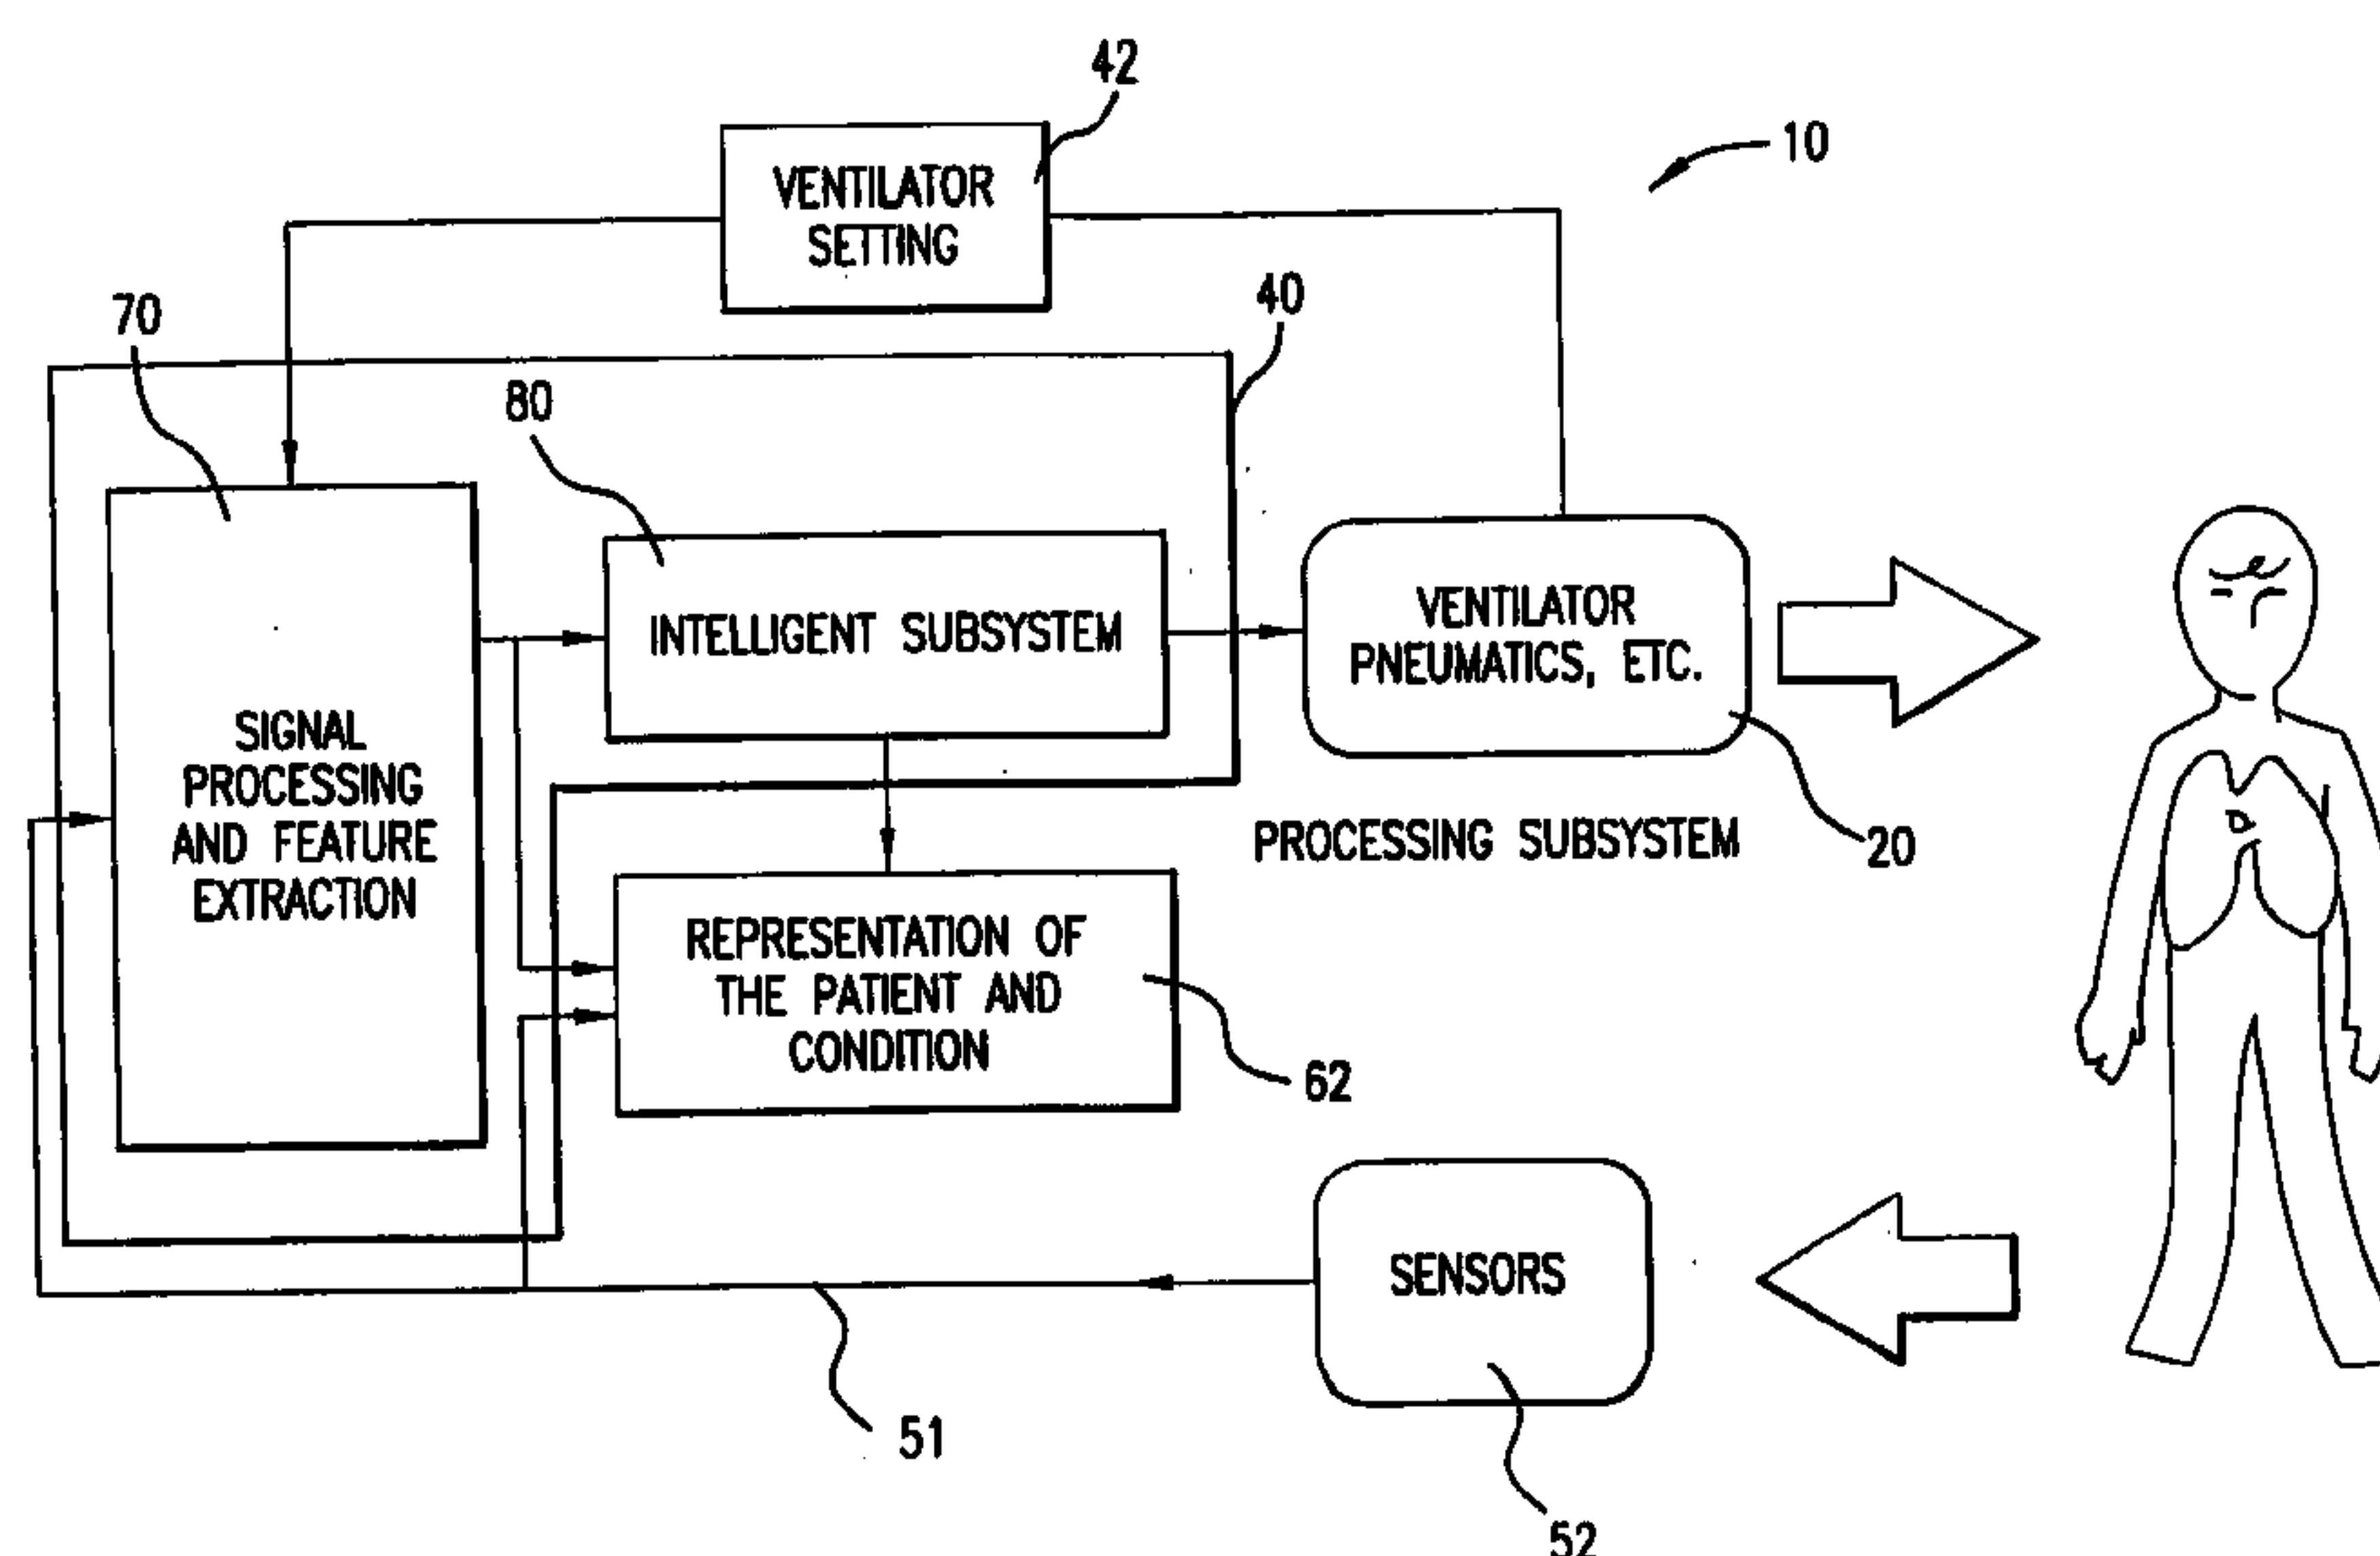 42
10
VENTILATOR
SETTING
40
70
80
INTELLIGENT SUBSYSTEM
VENTILATOR
PNEUMATICS, ETC.
SIGNAL
PROCESSING
AND FEATURE
EXTRACTION
PROCESSING SUBSYSTEM
20
REPRESENTATION OF
THE PATIENT AND
CONDITION
62
SENSORS
51
52